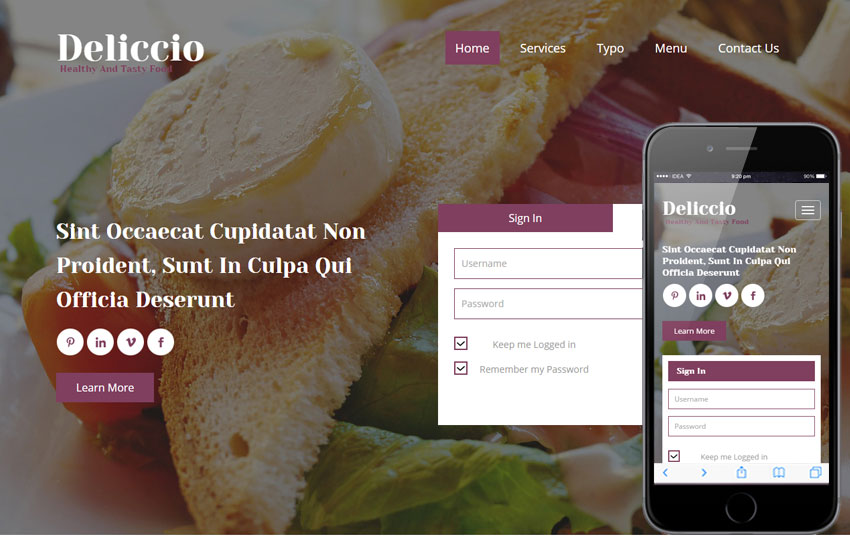 Deliccio
Healthy And Tasty Food
Home Services Typo Menu Contact Us
Sint Occaecat Cupidatat Non
Proident, Sunt In Culpa Qui
Officia Deserunt
in v f
Learn More
Sign In
Username
Password
Keep me Logged in
Remember my Password
IDEA 9:20 pm 90%
Deliccio
Healthy And Tasty Food
Sint Occaecat Cupidatat Non
Proident, Sunt In Culpa Qui
Officia Deserunt
in v f
Learn More
Sign In
Username
Password
Keep me Logged in